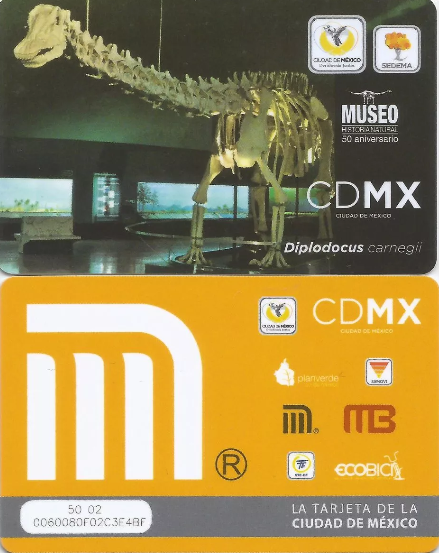 CIUDAD DE MÉXICO
SEDEMA
MUSEO
HISTORIA NATURAL
50 aniversario
CDMX
CIUDAD DE MÉXICO
Diplodocus carnegii
CIUDAD DE MÉXICO
CDMX
CIUDAD DE MÉXICO
planverde
SEMOVI
M®
MB
ECOBICI
®
50 02
0060080F02C3E4BF
LA TARJETA DE LA
CIUDAD DE MÉXICO